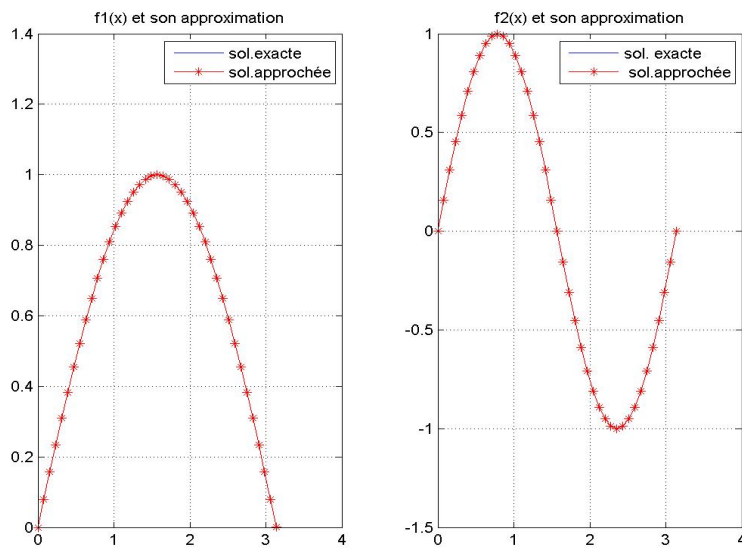 f1(x) et son approximation
1.4
1.2
1
0.8
0.6
0.4
0.2
0
0 1 2 3 4
sol.exacte
sol.approchée
f2(x) et son approximation
1
0.5
0
-0.5
-1
-1.5
0 1 2 3 4
sol. exacte
sol.approchée